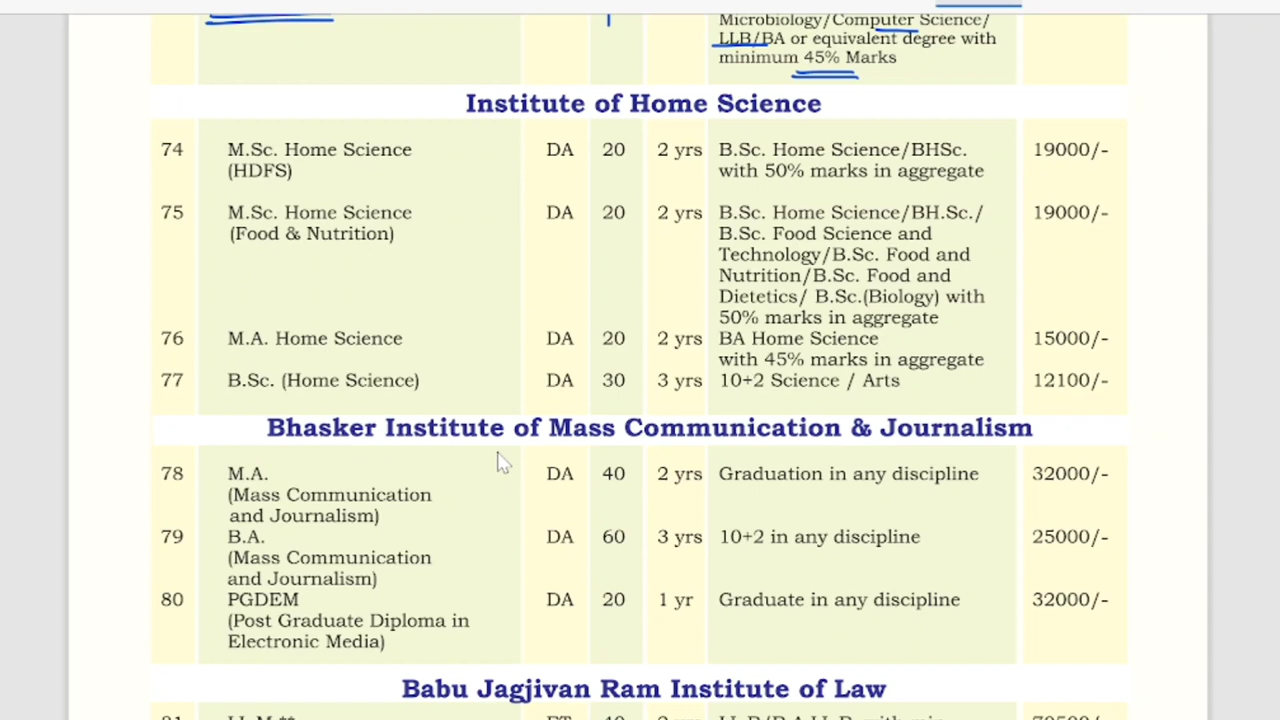 Microbiology/Computer Science/
LLB/BA or equivalent degree with
minimum 45% Marks
Institute of Home Science
74 M.Sc. Home Science DA 20 2 yrs B.Sc. Home Science/BHSc. 19000/-
(HDFS) with 50% marks in aggregate
75 M.Sc. Home Science DA 20 2 yrs B.Sc. Home Science/BH.Sc./ 19000/-
(Food & Nutrition) B.Sc. Food Science and
Technology/B.Sc. Food and
Nutrition/B.Sc. Food and
Dietetics/ B.Sc.(Biology) with
50% marks in aggregate
76 M.A. Home Science DA 20 2 yrs BA Home Science 15000/-
with 45% marks in aggregate
77 B.Sc. (Home Science) DA 30 3 yrs 10+2 Science / Arts 12100/-
Bhasker Institute of Mass Communication & Journalism
78 M.A. DA 40 2 yrs Graduation in any discipline 32000/-
(Mass Communication
and Journalism)
79 B.A. DA 60 3 yrs 10+2 in any discipline 25000/-
(Mass Communication
and Journalism)
80 PGDEM DA 20 1 yr Graduate in any discipline 32000/-
(Post Graduate Diploma in
Electronic Media)
Babu Jagjivan Ram Institute of Law